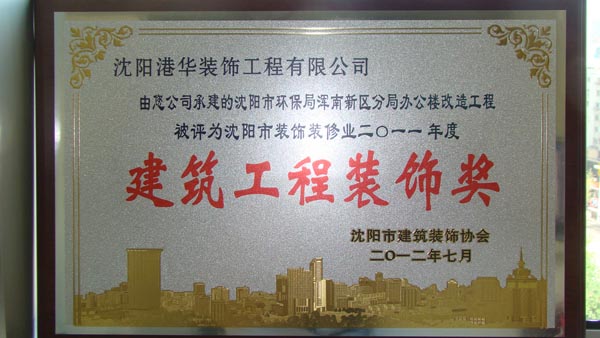 沈阳港华装饰工程有限公司
由您公司承建的沈阳市环保局浑南新区分局办公楼改造工程
被评为沈阳市装饰装修业二〇一一年度
建筑工程装饰奖
沈阳市建筑装饰协会
二〇一二年七月